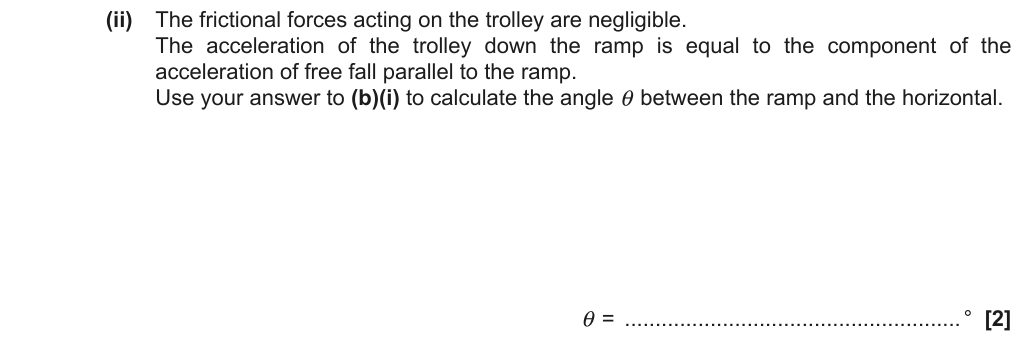 (ii) The frictional forces acting on the trolley are negligible.
The acceleration of the trolley down the ramp is equal to the component of the
acceleration of free fall parallel to the ramp.
Use your answer to (b)(i) to calculate the angle θ between the ramp and the horizontal.
θ = ......................................................° [2]